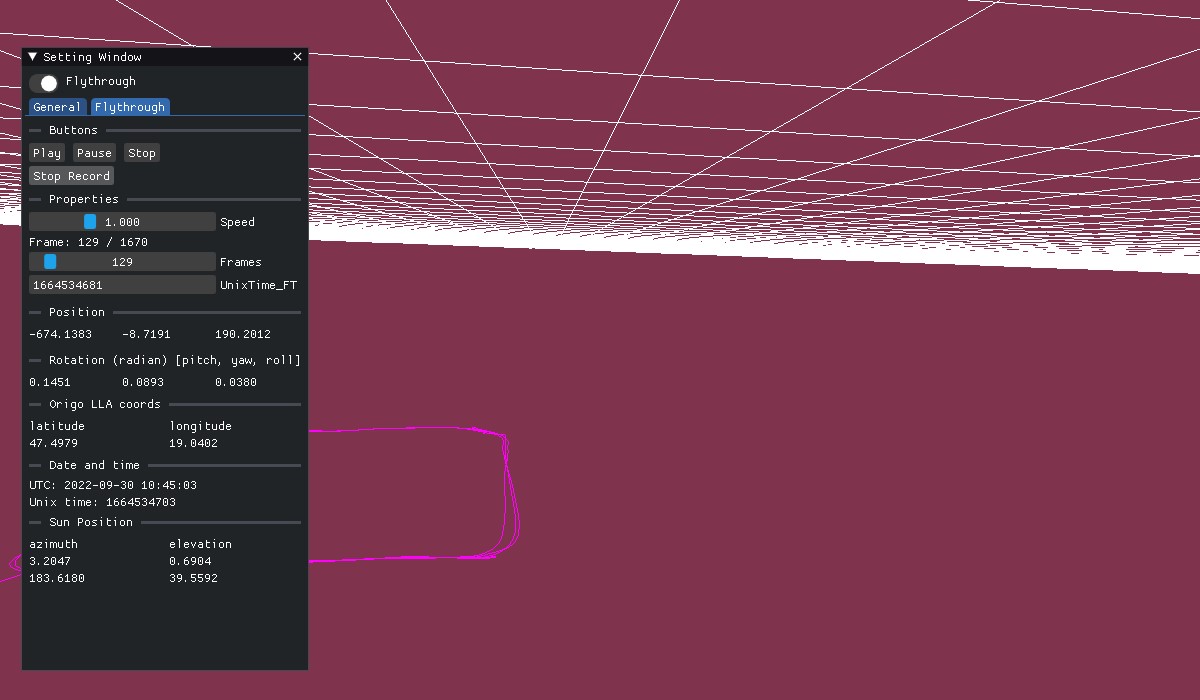 Setting Window
Flythrough
General Flythrough
Buttons
Play Pause Stop
Stop Record
Properties
1.000 Speed
Frame: 129 / 1670
129 Frames
1664534681 UnixTime_FT
Position
-674.1383 -8.7191 190.2012
Rotation (radian) [pitch, yaw, roll]
0.1451 0.0893 0.0380
Origo LLA coords
latitude longitude
47.4979 19.0402
Date and time
UTC: 2022-09-30 10:45:03
Unix time: 1664534703
Sun Position
azimuth elevation
3.2047 0.6904
183.6180 39.5592